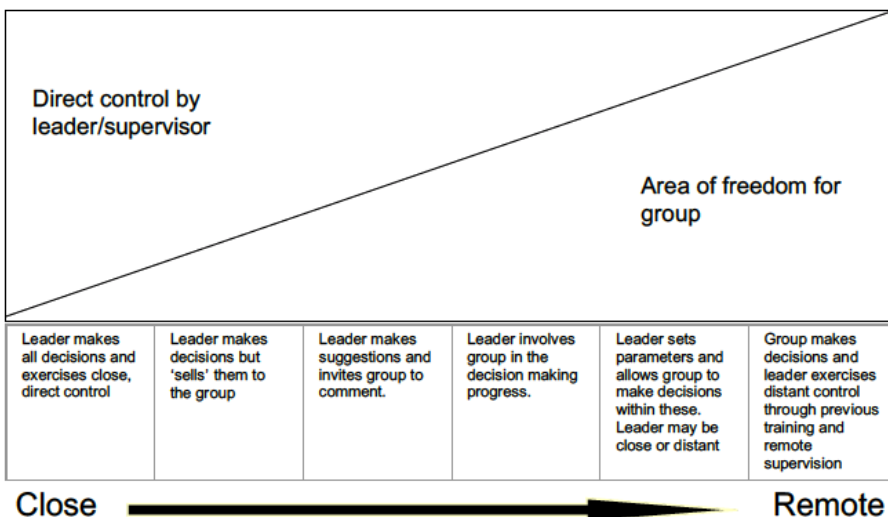 Direct control by
leader/supervisor
Area of freedom for
group
Leader makes
all decisions and
exercises close,
direct control
Leader makes
decisions but
‘sells’ them to
the group
Leader makes
suggestions and
invites group to
comment.
Leader involves
group in the
decision making
progress.
Leader sets
parameters and
allows group to
make decisions
within these.
Leader may be
close or distant
Group makes
decisions and
leader exercises
distant control
through previous
training and
remote
supervision
Close
Remote